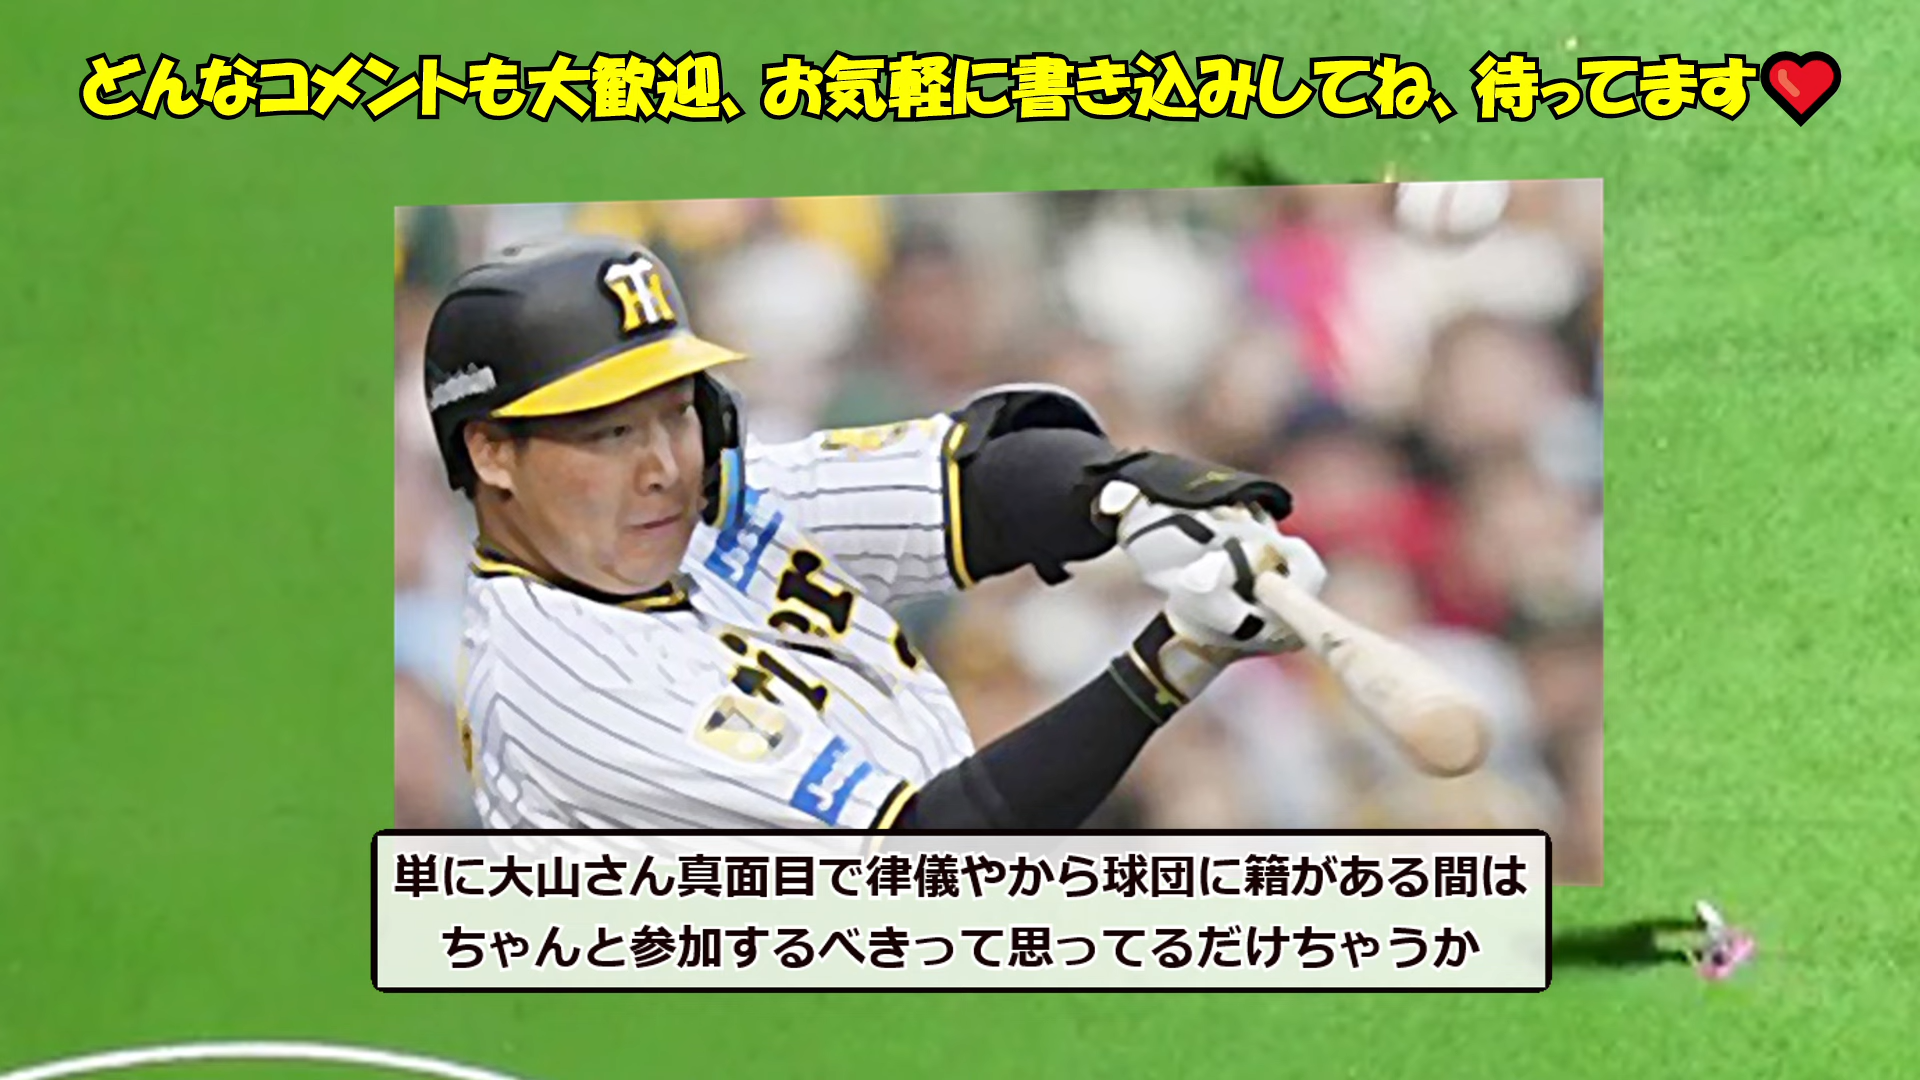 どんなコメントも大歓迎、お気軽に書き込みしてね、待ってます
単に大山さん真面目で律儀やから球団に籍がある間は
ちゃんと参加するべきって思ってるだけちゃうか